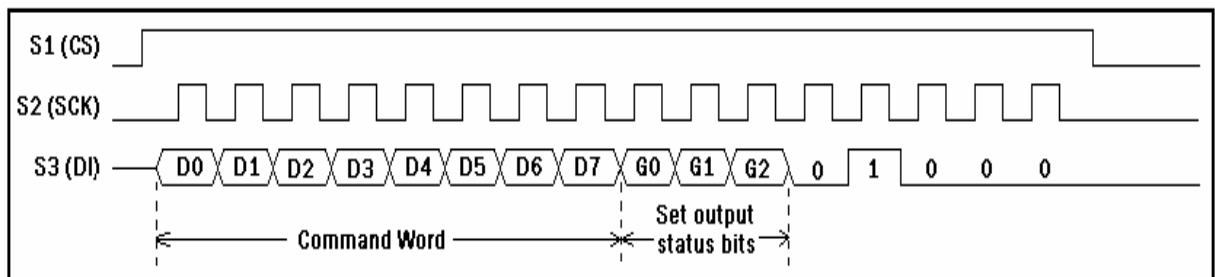 S1 (CS)
S2 (SCK)
S3 (DI) D0 D1 D2 D3 D4 D5 D6 D7 G0 G1 G2 0 1 0 0 0
Command Word
Set output
status bits